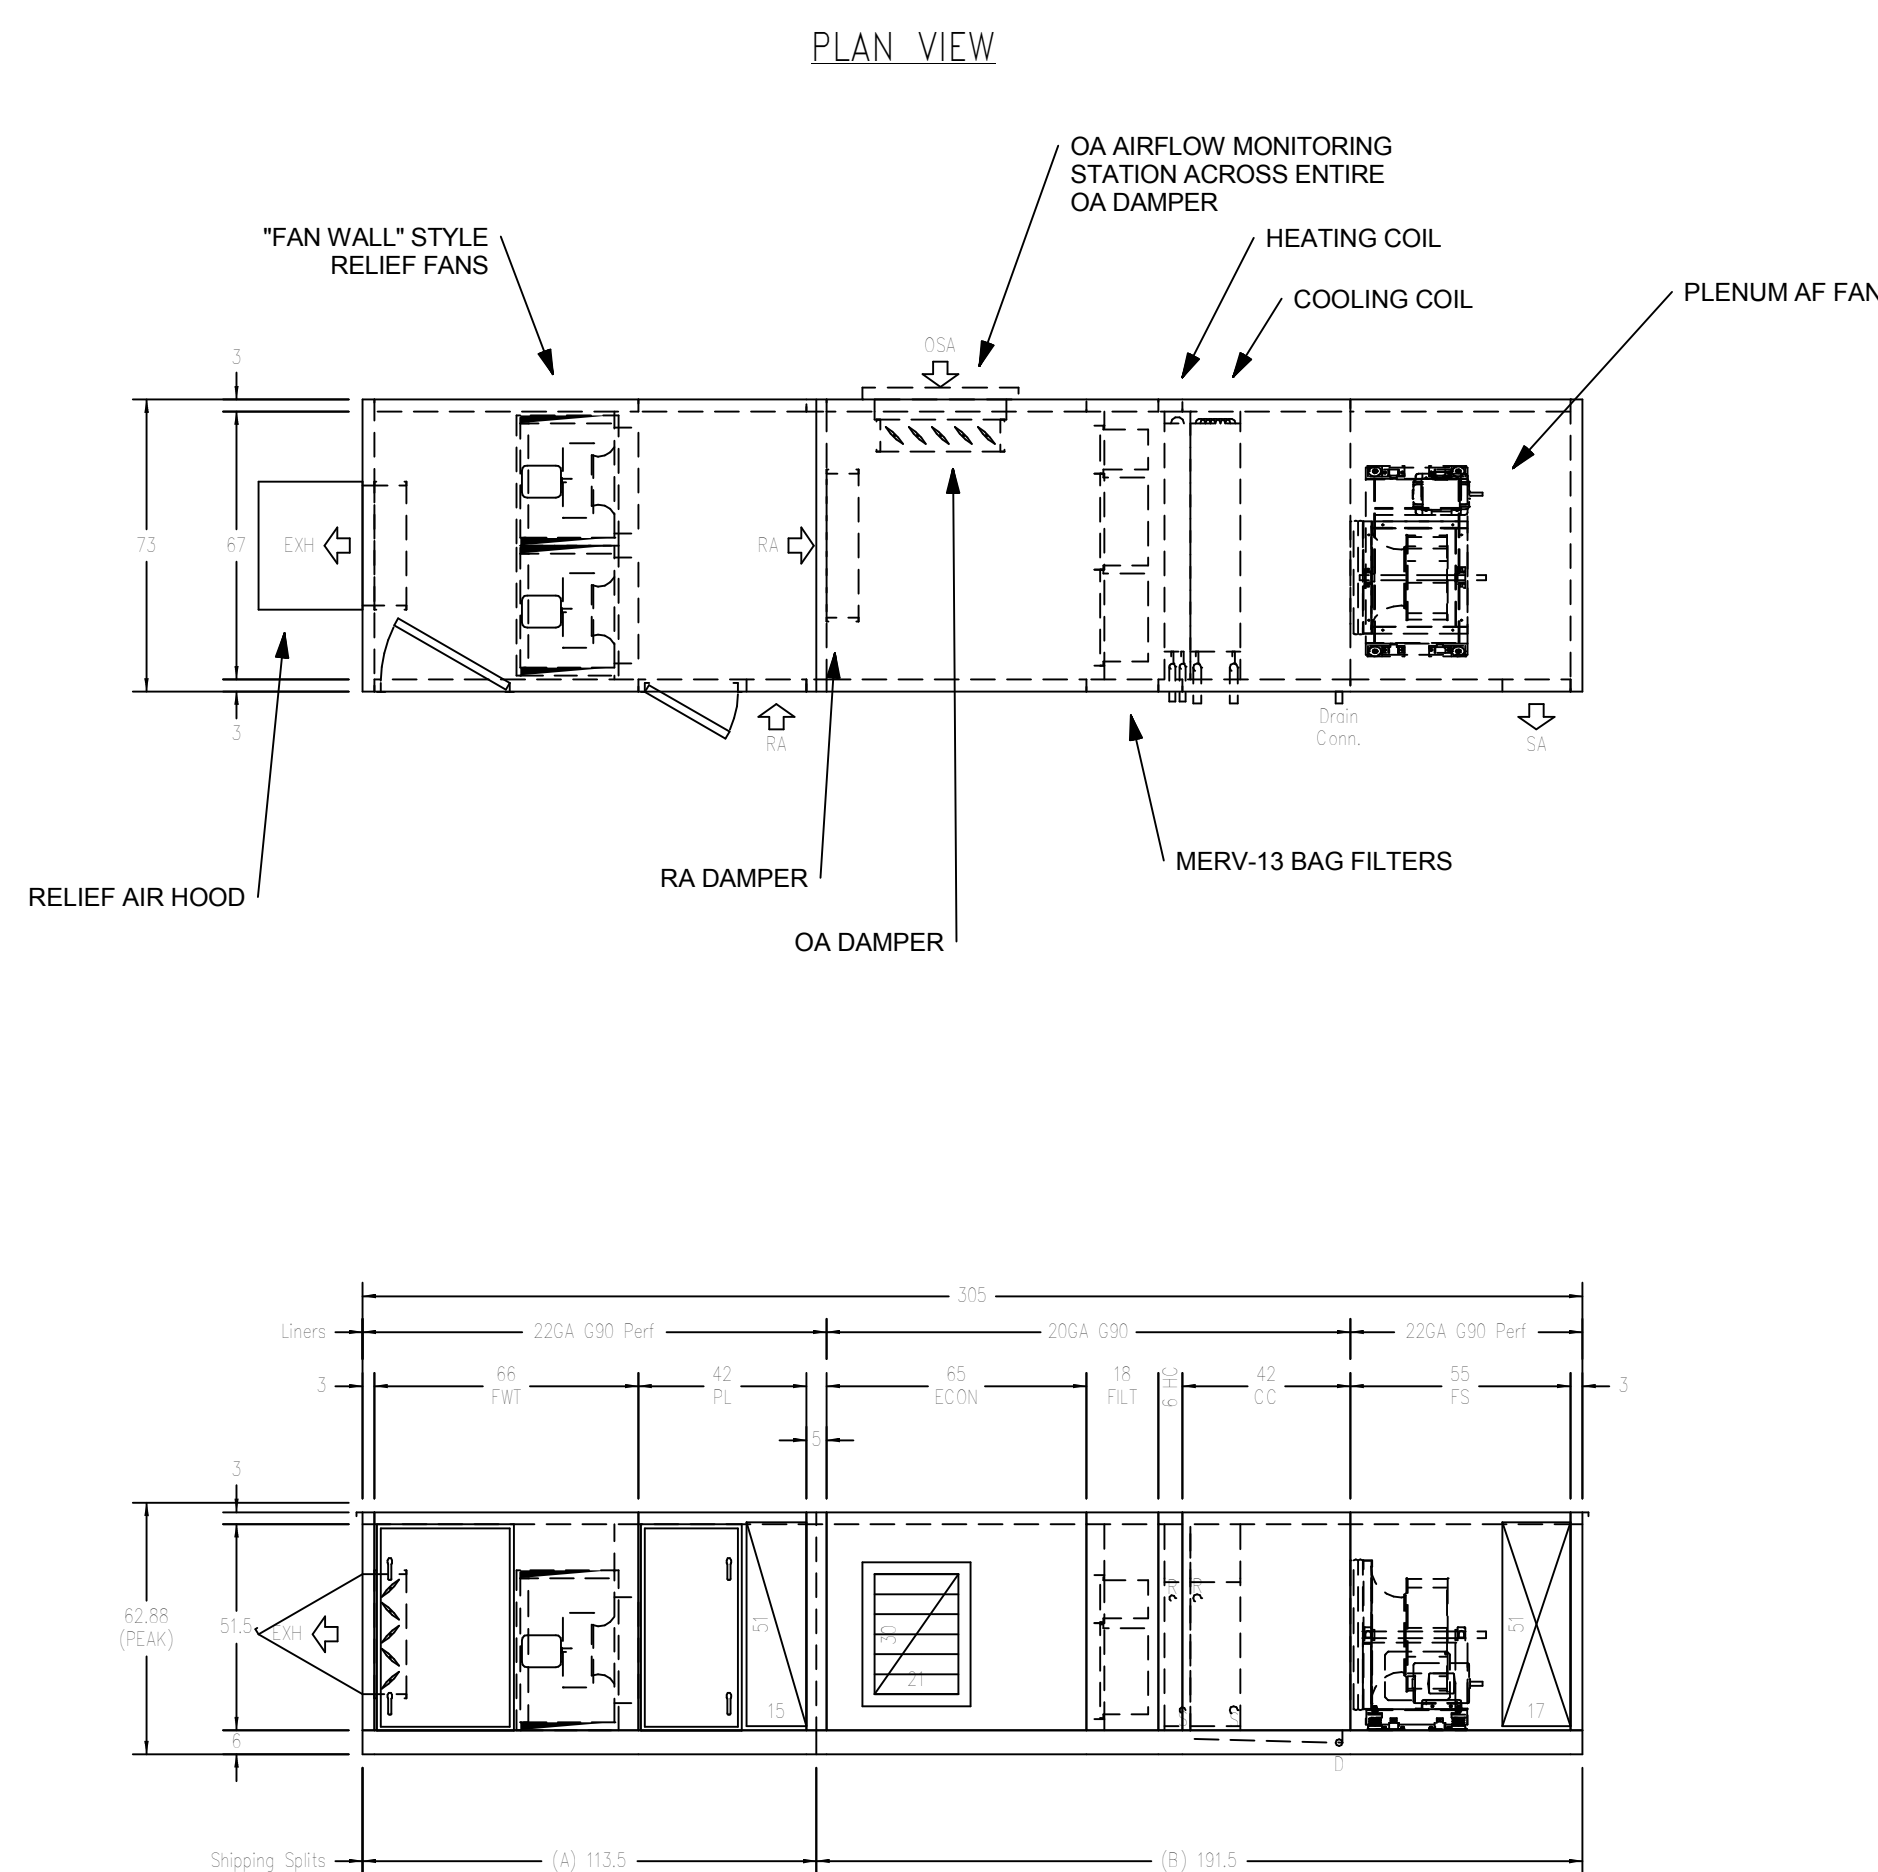 PLAN VIEW
OA AIRFLOW MONITORING
STATION ACROSS ENTIRE
OA DAMPER
"FAN WALL" STYLE
RELIEF FANS
HEATING COIL
COOLING COIL
PLENUM AF FAN
OSA
3
73
67
EXH
RA
3
RA
Drain
Conn.
SA
RELIEF AIR HOOD
RA DAMPER
OA DAMPER
MERV-13 BAG FILTERS
305
Liners
22GA G90 Perf
20GA G90
22GA G90 Perf
3
66
FWT
42
PL
65
ECON
18
FILT
6 HC
42
CC
55
FS
3
5
3
62.88
(PEAK)
51.5
EXH
51
15
30
21
R
R
S
S
51
17
6
D
Shipping Splits
(A) 113.5
(B) 191.5